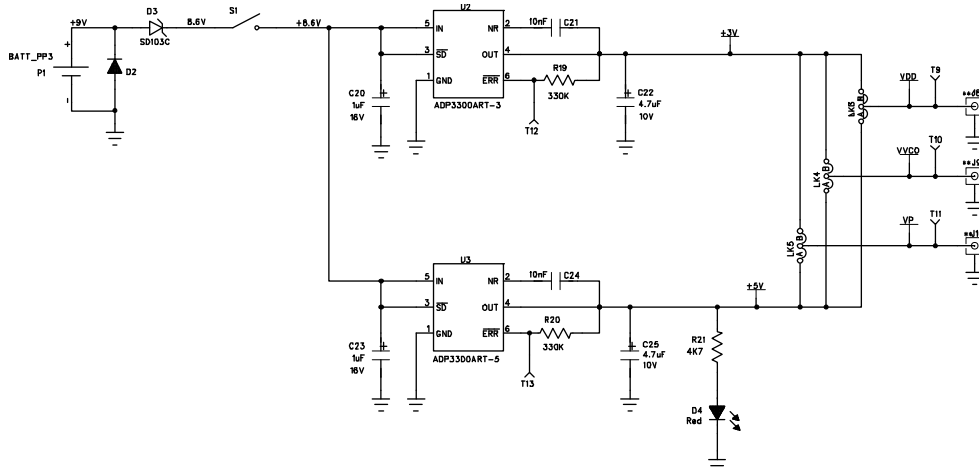 +9V
D3
8.6V
S1
SD103C
BATT_PP3
P1
+
-
D2
+8.6V
U2
5 IN
NR 2
10nF
C21
3 SD
OUT 4
1 GND
ERR 6
R19
330K
ADP3300ART-3
T12
C20
1uF
16V
+
C22
4.7uF
10V
+
+3V
VDD
T9
B
A
VVCO
T10
LK4
B
A
VP
T11
LK5
B
A
U3
5 IN
NR 2
10nF
C24
3 SD
OUT 4
1 GND
ERR 6
R20
330K
ADP3300ART-5
T13
C23
1uF
16V
+
C25
4.7uF
10V
+
+5V
R21
4K7
D4
Red